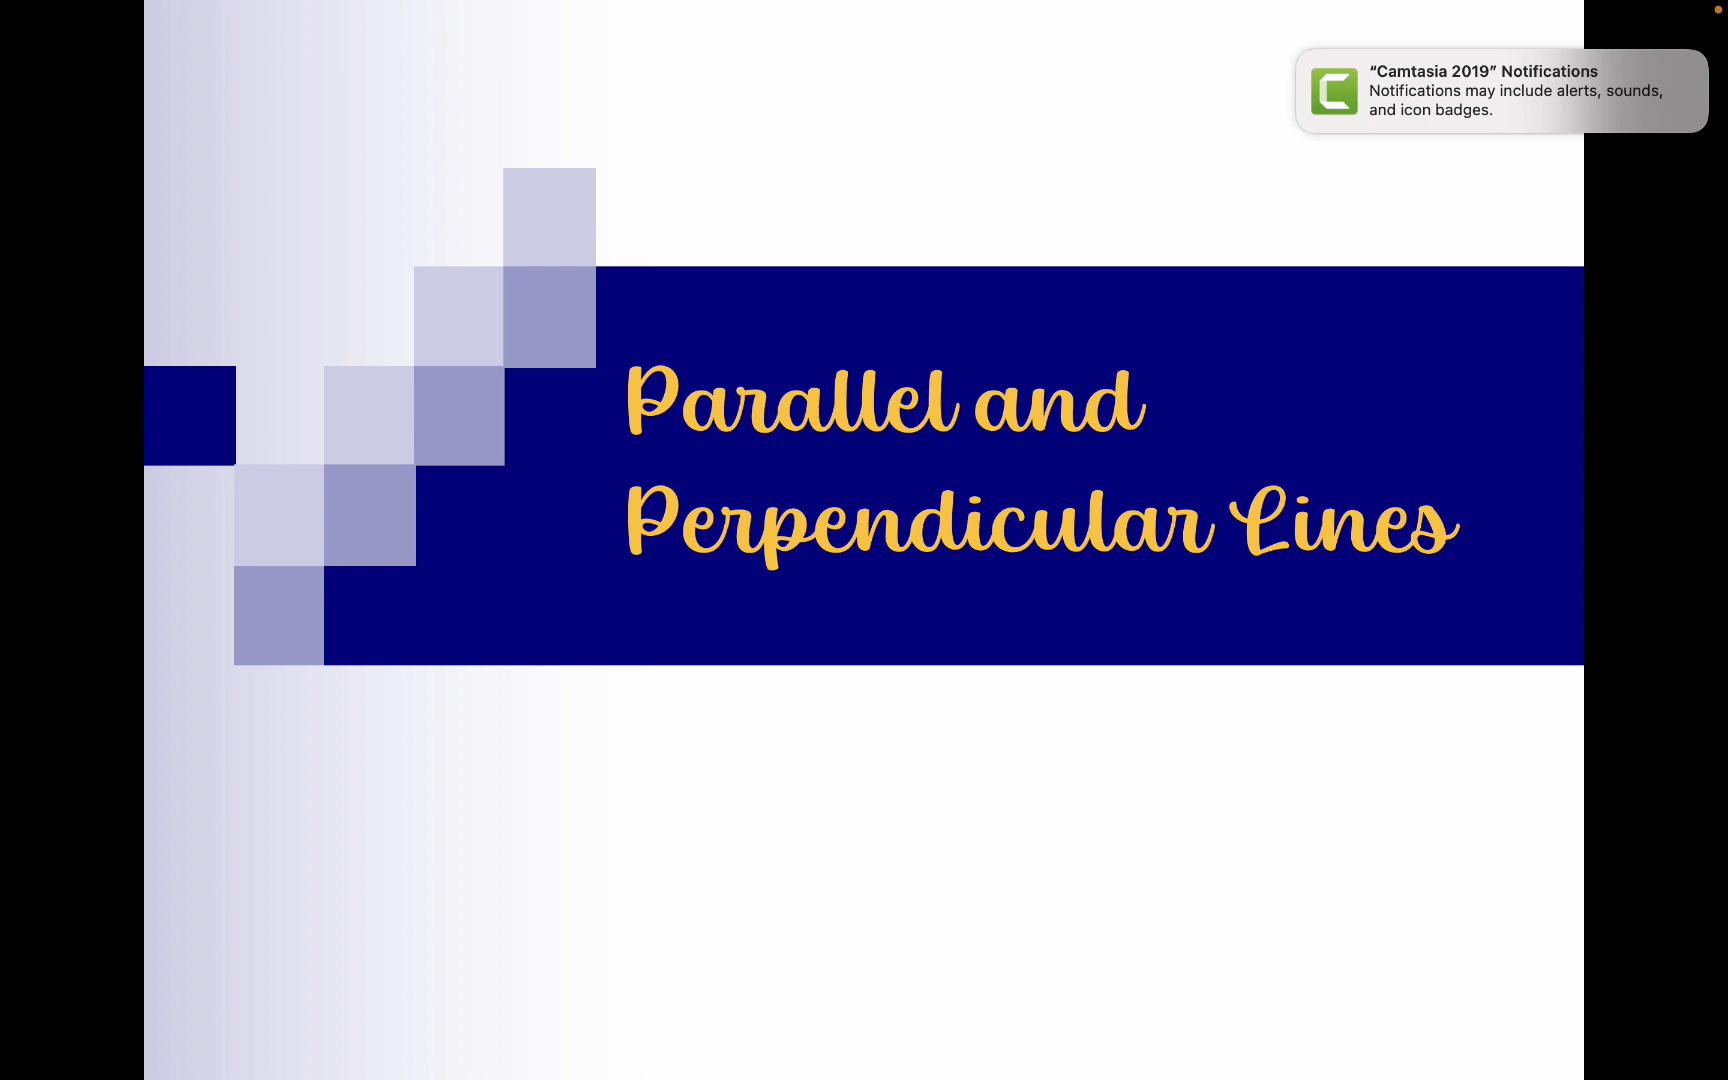 “Camtasia 2019” Notifications
Notifications may include alerts, sounds,
and icon badges.
Parallel and
Perpendicular Lines